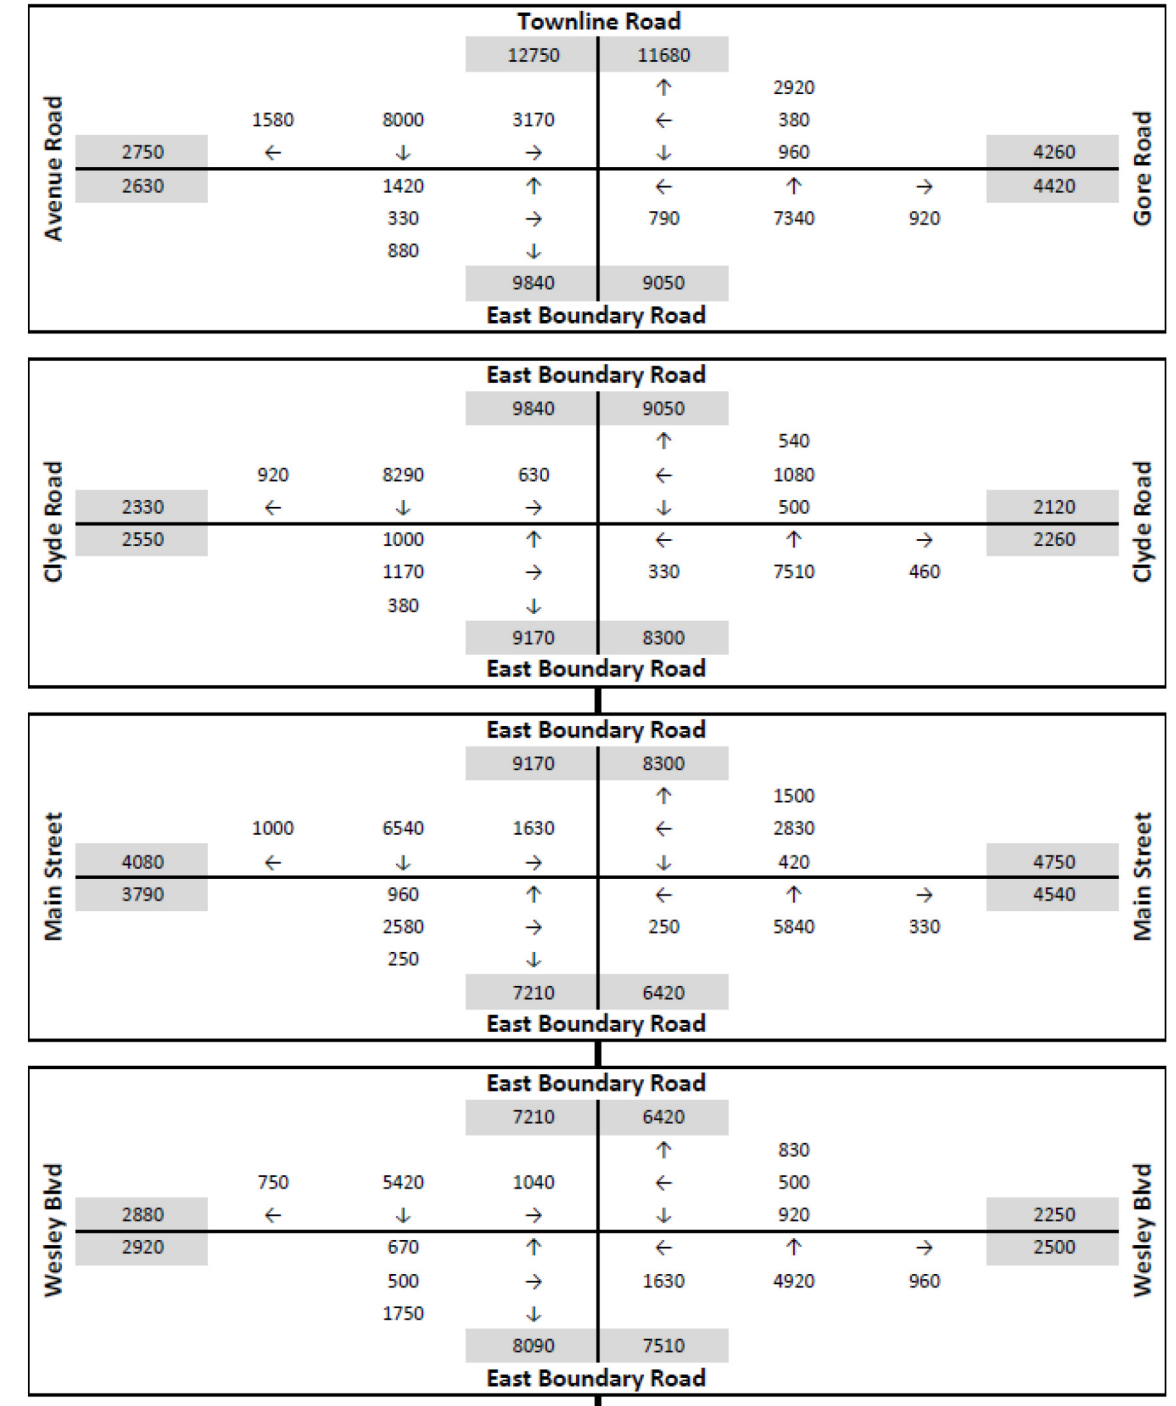 Townline Road
12750 11680
↑ 2920
1580 8000 3170 ← 380
2750 ← ↓ → ↓ 960 4260
Avenue Road
Gore Road
2630 1420 ↑ ← ↑ → 4420
330 → 790 7340 920
880 ↓
9840 9050
East Boundary Road
East Boundary Road
9840 9050
↑ 540
920 8290 630 ← 1080
2330 ← ↓ → ↓ 500 2120
Clyde Road
Clyde Road
2550 1000 ↑ ← ↑ → 2260
1170 → 330 7510 460
380 ↓
9170 8300
East Boundary Road
East Boundary Road
9170 8300
↑ 1500
1000 6540 1630 ← 2830
4080 ← ↓ → ↓ 420 4750
Main Street
Main Street
3790 960 ↑ ← ↑ → 4540
2580 → 250 5840 330
250 ↓
7210 6420
East Boundary Road
East Boundary Road
7210 6420
↑ 830
750 5420 1040 ← 500
2880 ← ↓ → ↓ 920 2250
Wesley Blvd
Wesley Blvd
2920 670 ↑ ← ↑ → 2500
500 → 1630 4920 960
1750 ↓
8090 7510
East Boundary Road